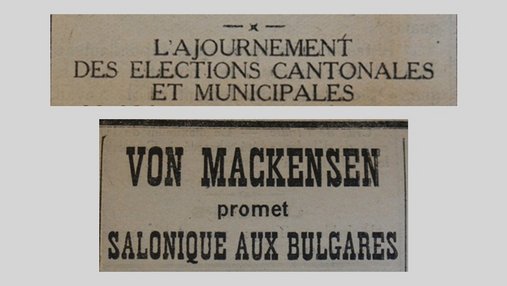 L'AJOURNEMENT
DES ELECTIONS CANTONALES
ET MUNICIPALES
VON MACKENSEN
promet
SALONIQUE AUX BULGARES